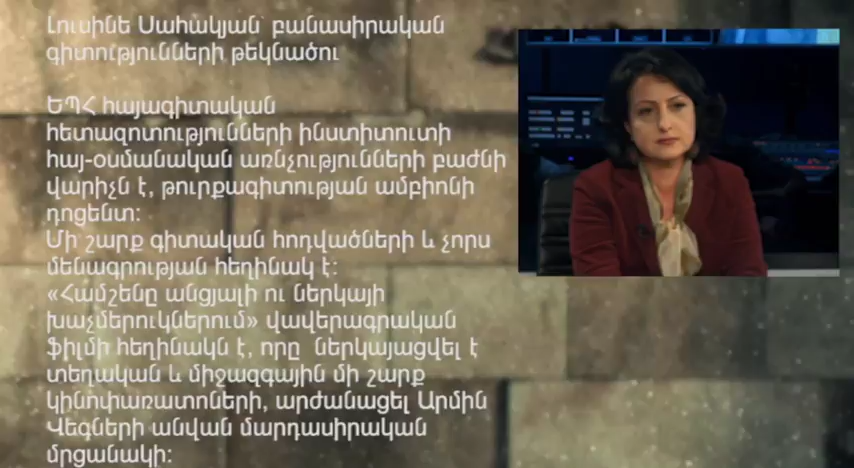 Լուսինե Սահակյան՝ բանասիրական
գիտությունների թեկնածու
ԵՊՀ հայագիտական
հետազոտությունների ինստիտուտի
հայ-օսմանական առնչությունների բաժնի
վարիչն է, թուրքագիտության ամբիոնի
դոցենտ:
Մի շարք գիտական հոդվածների և չորս
մենագրության հեղինակ է:
«Համշենը անցյալի ու ներկայի
խաչմերուկներում» վավերագրական
ֆիլմի հեղինակն է, որը ներկայացվել է
տեղական և միջազգային մի շարք
կինոփառատոների, արժանացել Արմին
Վեգների անվան մարդասիրական
մրցանակի: